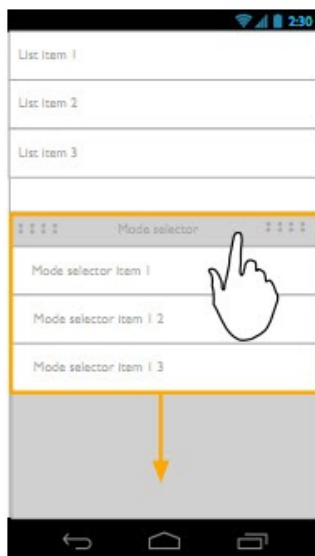 2:30
List item 1
List item 2
List item 3
Mode selector
Mode selector item 1
Mode selector item 1 2
Mode selector item 1 3